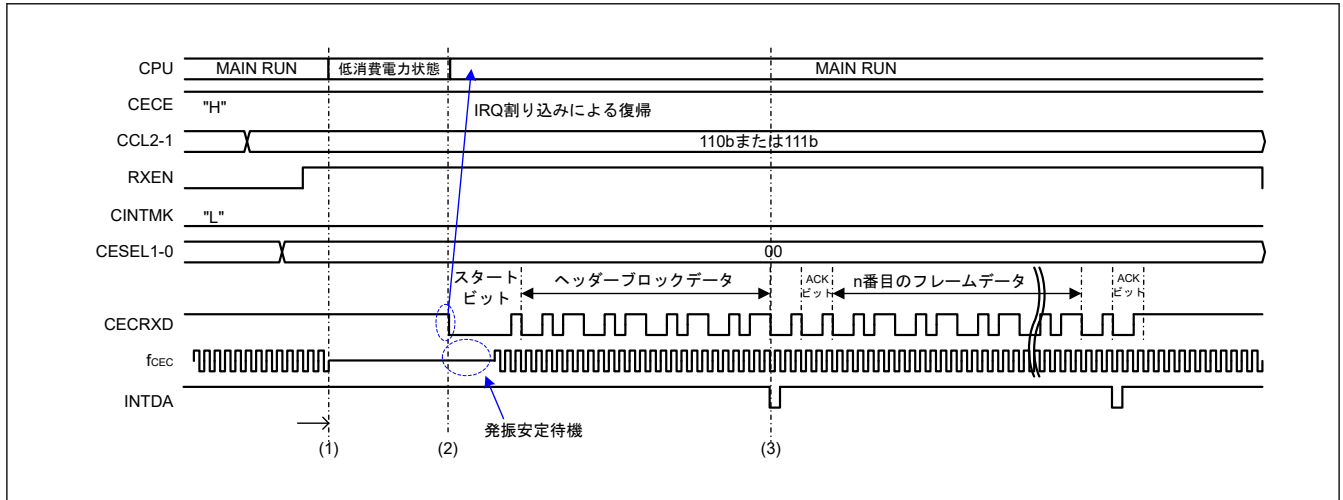 CPU MAIN RUN 低消費電力状態 MAIN RUN
CECE "H" IRQ割り込みによる復帰
CCL2-1 110bまたは111b
RXEN
CINTMK "L"
CESEL1-0 00
スタート
ビット
ヘッダーブロックデータ
ACK
ビット
n番目のフレームデータ
ACK
ビット
CECRXD
fCEC
INTDA
発振安定待機
(1) (2) (3)